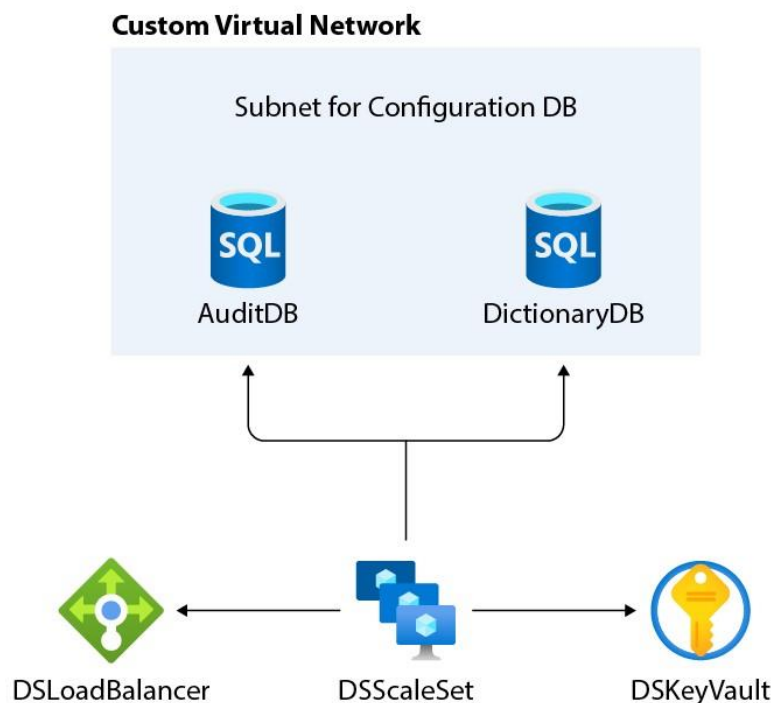 Custom Virtual Network
Subnet for Configuration DB
SQL
SQL
AuditDB
DictionaryDB
DSLoadBalancer
DSScaleSet
DSKeyVault